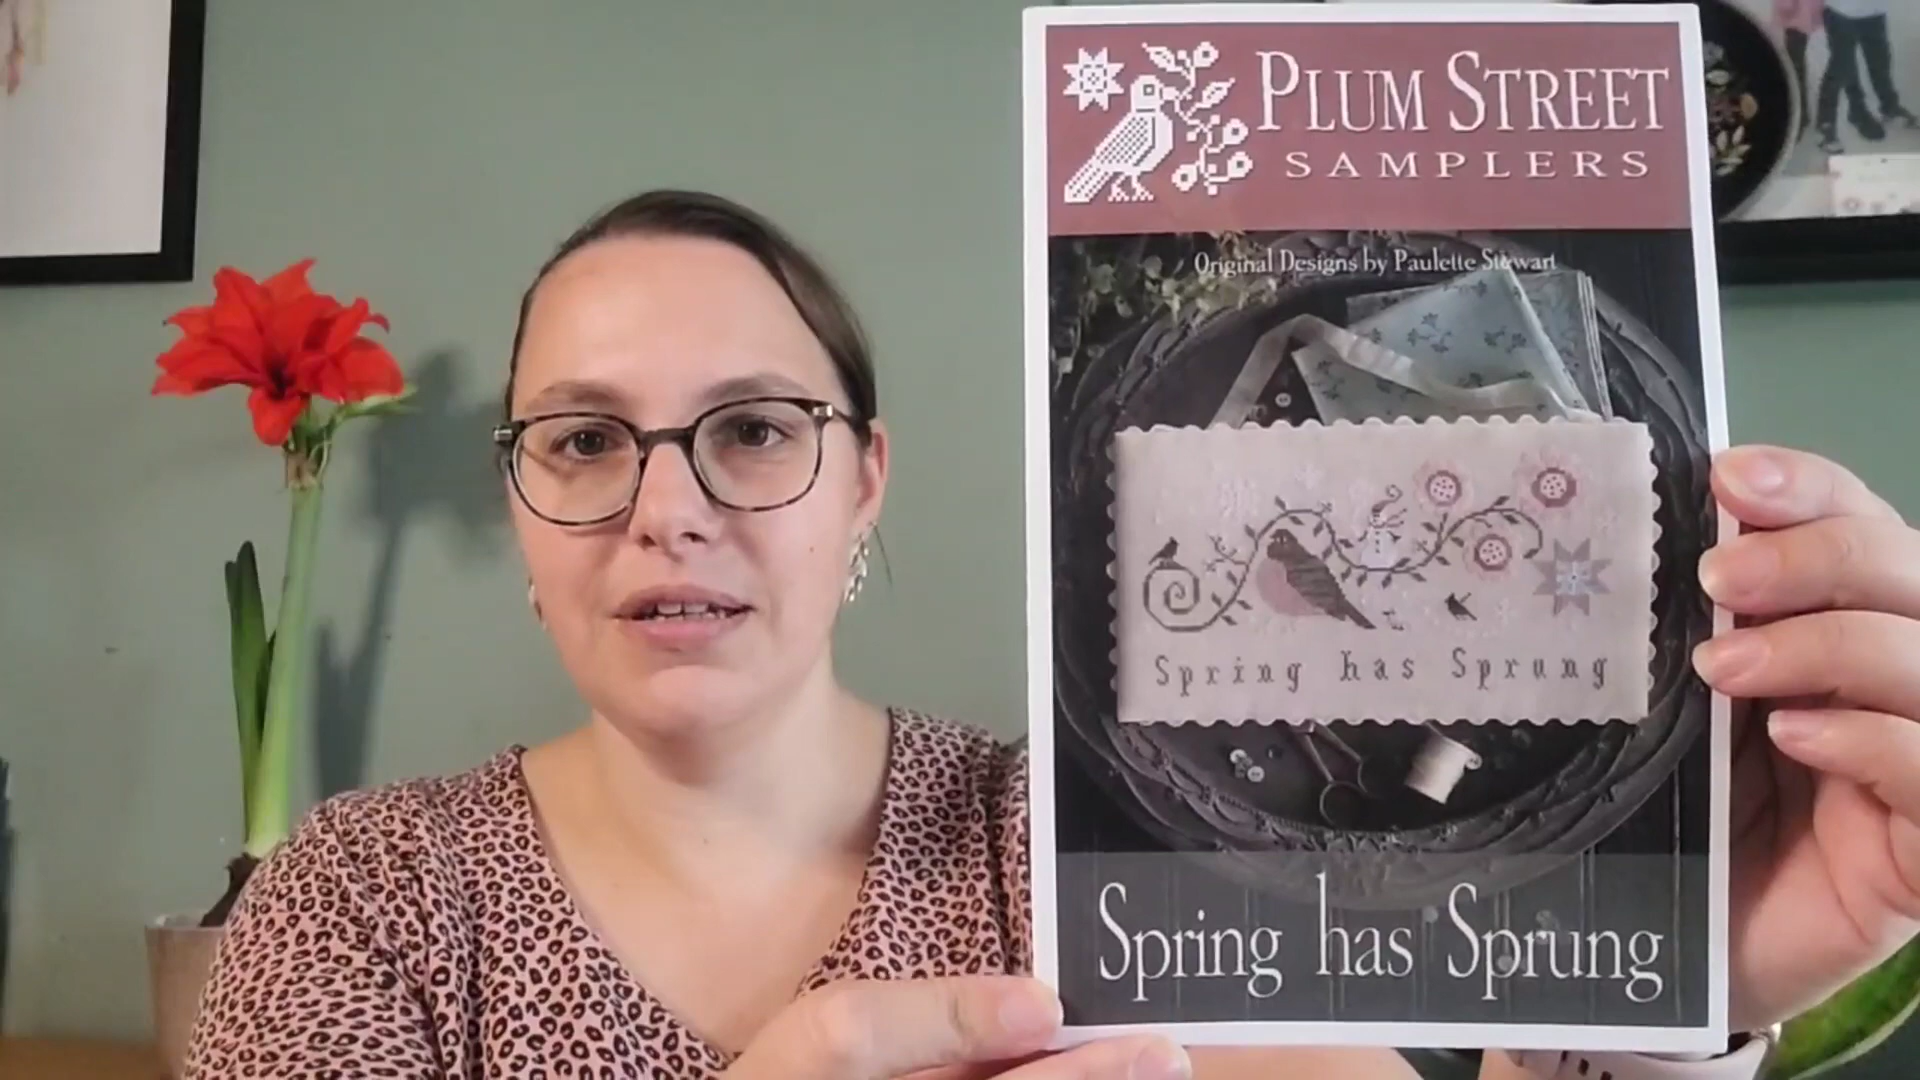 PLUM STREET
SAMPLERS
Original Designs by Paulette Stewart
Spring has Sprung
Spring has Sprung